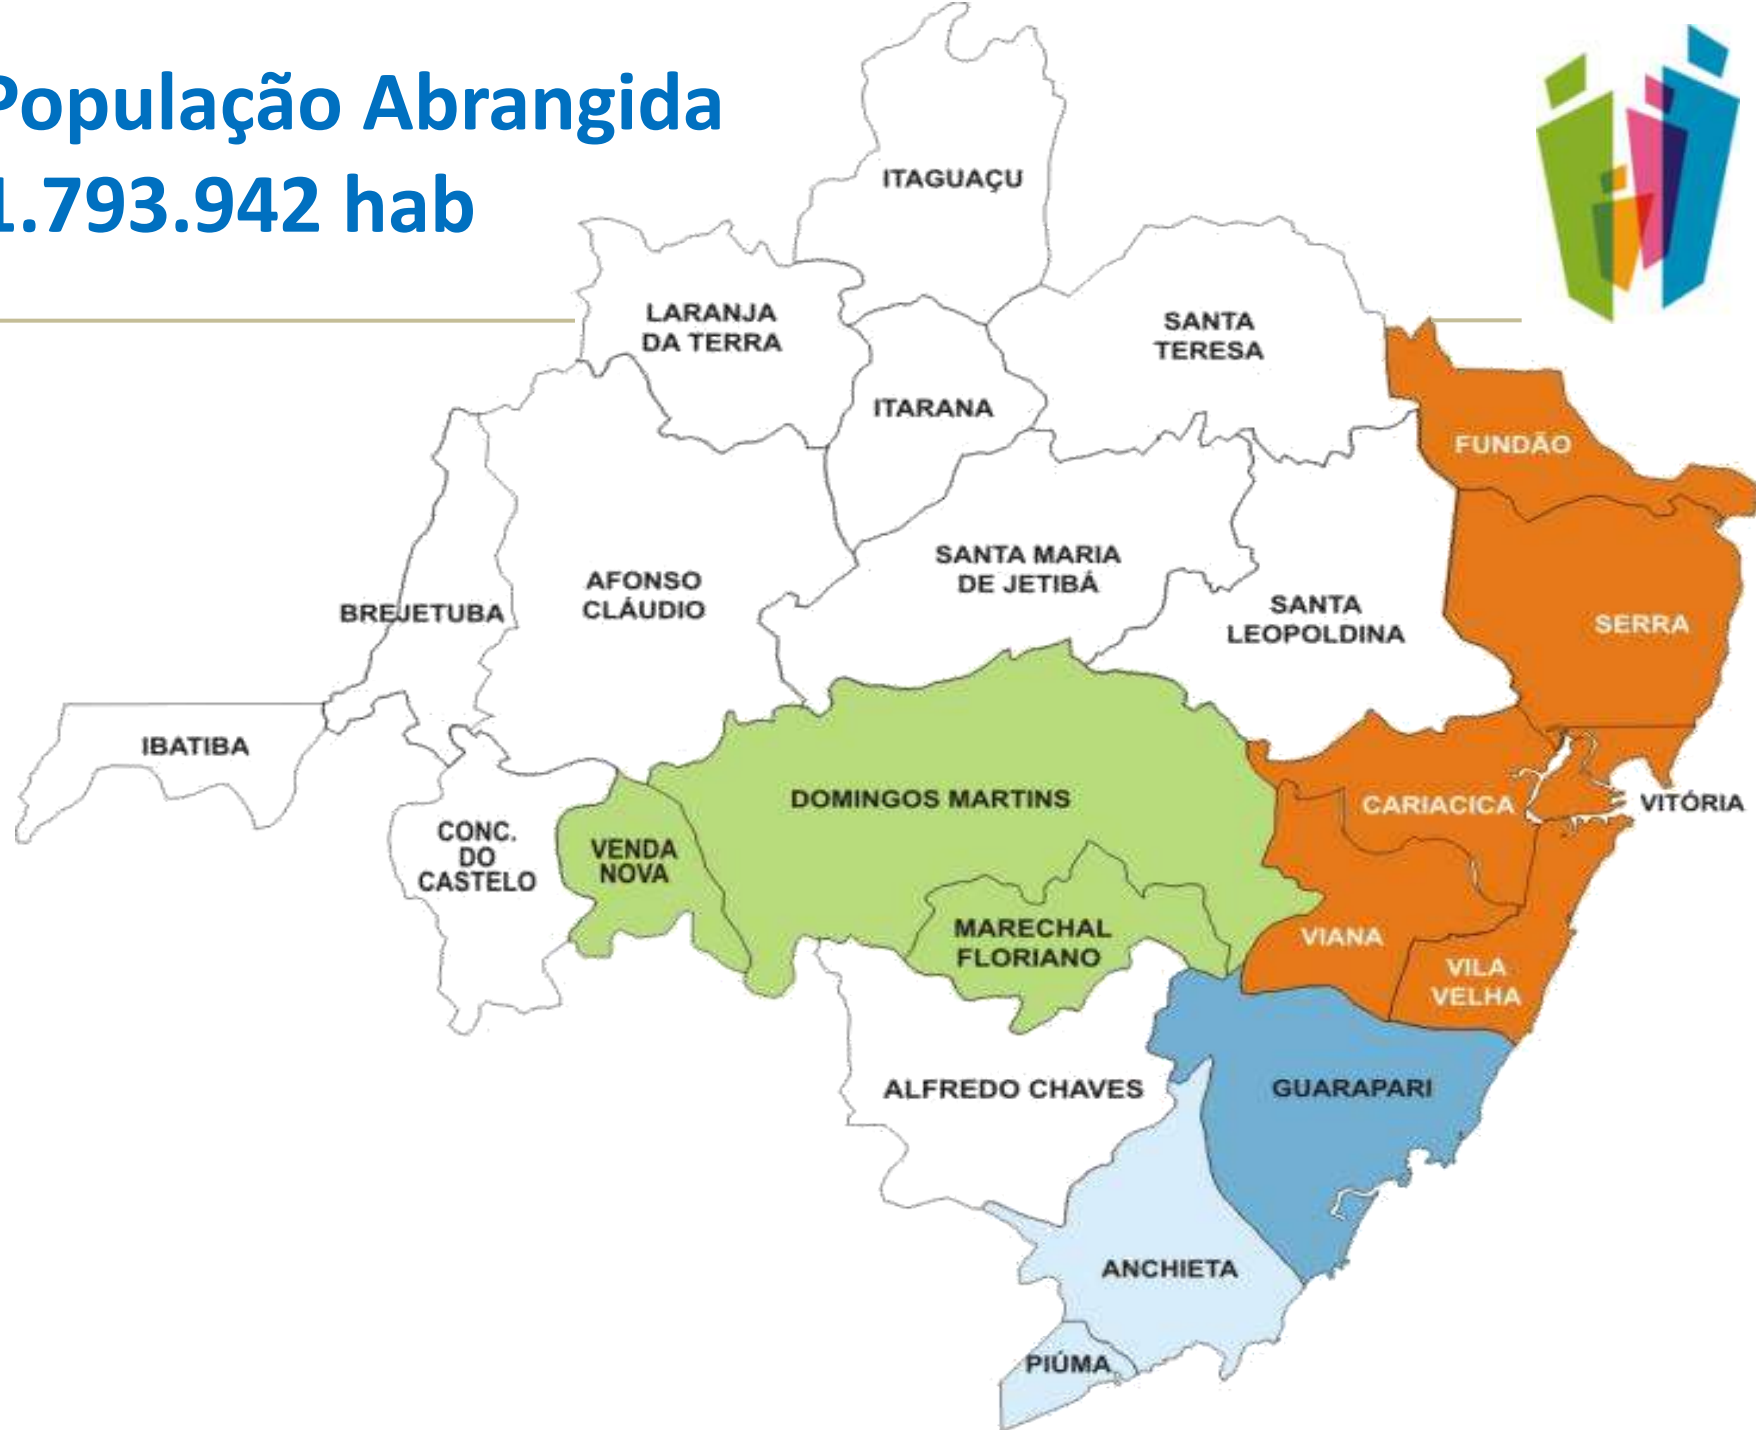 População Abrangida
1.793.942 hab
ITAGUAÇU
LARANJA
DA TERRA
SANTA
TERESA
ITARANA
FUNDÃO
SANTA MARIA
DE JETIBÁ
AFONSO
CLÁUDIO
BREJETUBA
SANTA
LEOPOLDINA
SERRA
IBATIBA
DOMINGOS MARTINS
CARIACICA
VITÓRIA
CONC.
DO
CASTELO
VENDA
NOVA
MARECHAL
FLORIANO
VIANA
VILA
VELHA
ALFREDO CHAVES
GUARAPARI
ANCHIETA
PIÚMA